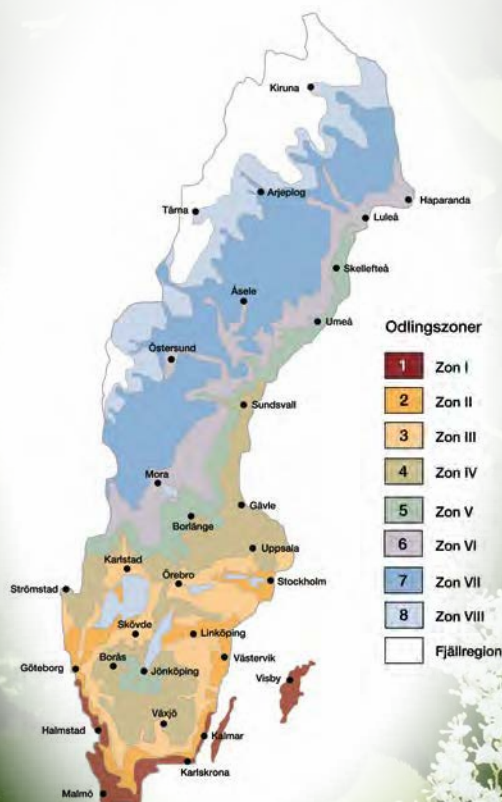 Kiruna
Arjeplog
Tärna
Haparanda
Luleå
Skellefteå
Åsele
Umeå
Östersund
Sundsvall
Mora
Gävle
Borlänge
Uppsala
Karlstad
Örebro
Stockholm
Strömstad
Skövde
Linköping
Västervik
Göteborg
Borås
Jönköping
Visby
Växjö
Halmstad
Kalmar
Karlskrona
Malmö
Odlingszoner
1 Zon I
2 Zon II
3 Zon III
4 Zon IV
5 Zon V
6 Zon VI
7 Zon VII
8 Zon VIII
Fjällregion